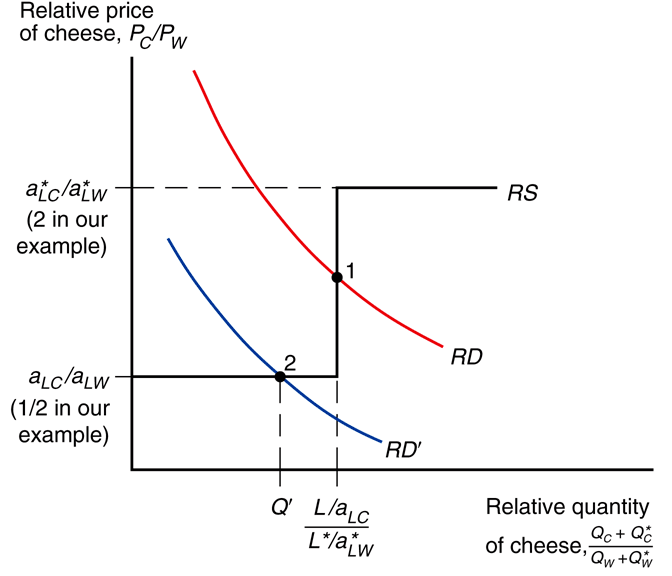 Relative price
of cheese, P_C/P_W
a*_LC/a*_LW
(2 in our
example)
RS
1
RD
2
a_LC/a_LW
(1/2 in our
example)
RD′
Q′
L/a_LC
L*/a*_LW
Relative quantity
of cheese, Q_C + Q*_C
Q_W + Q*_W